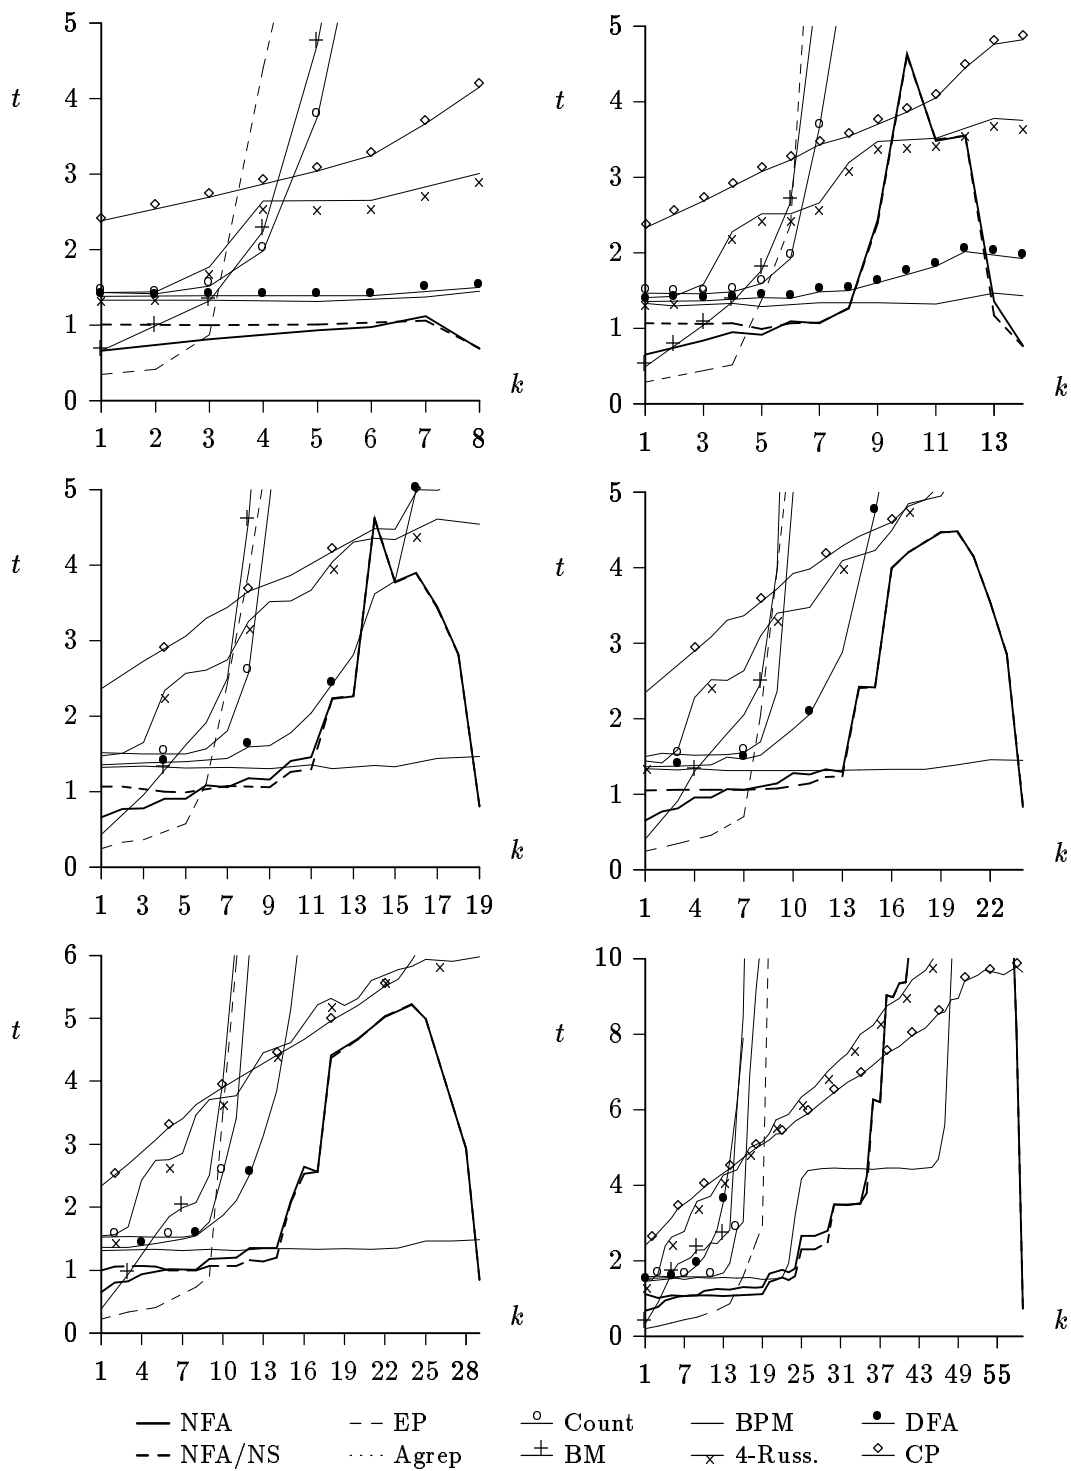 5
4
3
2
1
0
t
k
1 2 3 4 5 6 7 8
5
4
3
2
1
0
t
k
1 3 5 7 9 11 13
5
4
3
2
1
0
t
k
1 3 5 7 9 11 13 15 17 19
5
4
3
2
1
0
t
k
1 4 7 10 13 16 19 22
6
5
4
3
2
1
0
t
k
1 4 7 10 13 16 19 22 25 28
10
8
6
4
2
0
t
k
1 7 13 19 25 31 37 43 49 55
NFA EP Count BPM DFA
NFA/NS Agrep BM 4-Russ. CP